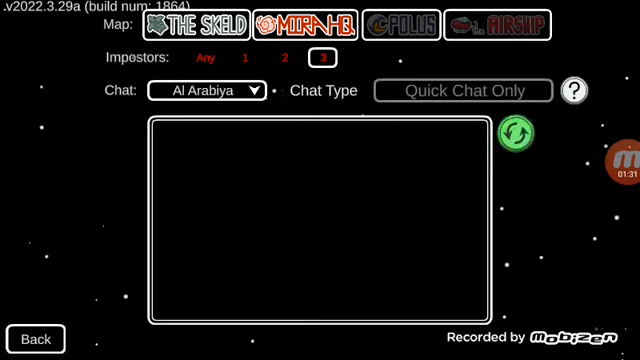 .v2022.3.29a (build num: 1864)
Map: THE SKELD MIRA HQ POLUS the AIRSHIP
Impostors: Any 1 2 3
Chat: Al Arabiya Chat Type Quick Chat Only ?
01:31
Back
Recorded by Mobizen